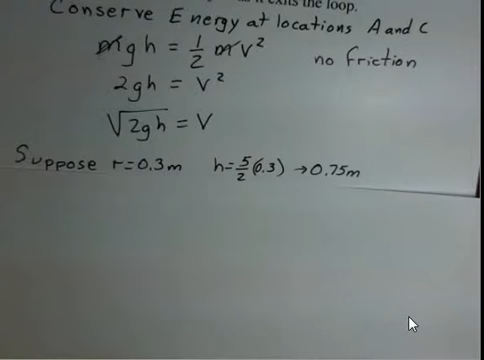 it exits the loop.
Conserve Energy at locations A and C
mgh = 1/2 mv²
no friction
2gh = v²
√2gh = v
Suppose r=0.3m h=5/2(0.3) →0.75m